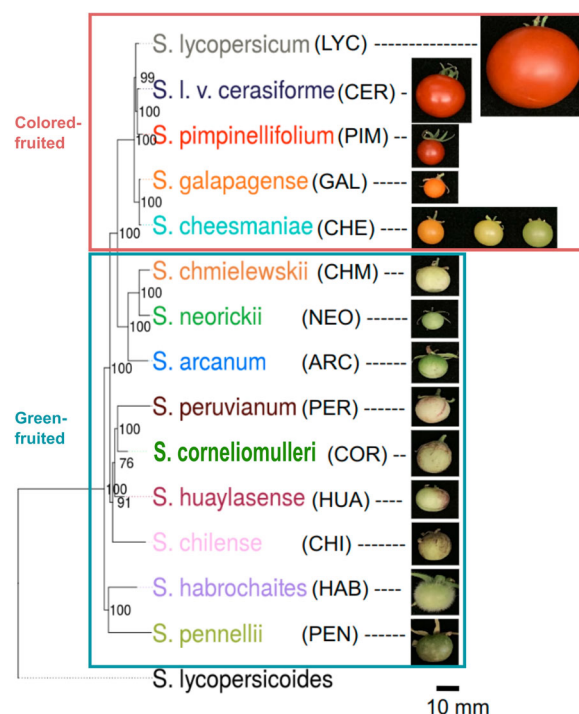 S. lycopersicum (LYC)
99
S. l. v. cerasiforme (CER)
100
Colored-
fruited
100
S. pimpinellifolium (PIM)
S. galapagense (GAL)
100
S. cheesmaniae (CHE)
100
S. chmielewskii (CHM)
100
S. neorickii (NEO)
100
S. arcanum (ARC)
100
S. peruvianum (PER)
Green-
fruited
100
S. corneliomulleri (COR)
76
100
S. huaylasense (HUA)
91
S. chilense (CHI)
S. habrochaites (HAB)
100
S. pennellii (PEN)
S. lycopersicoides
10 mm